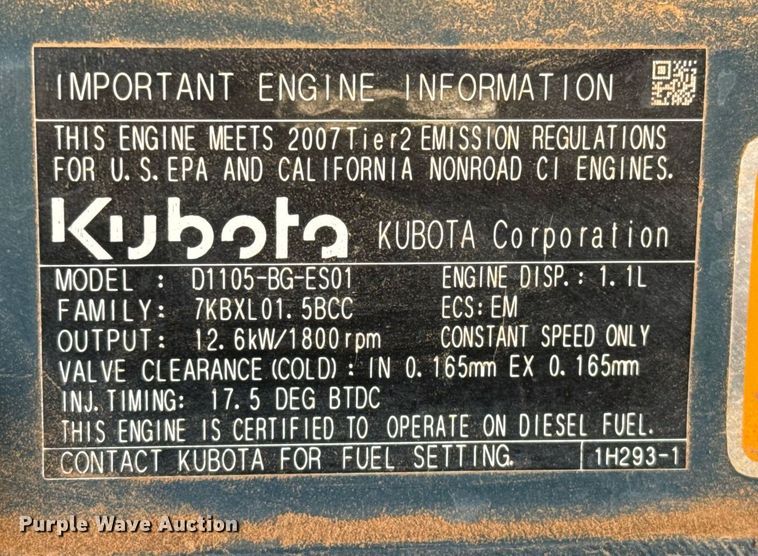 IMPORTANT ENGINE INFORMATION
THIS ENGINE MEETS 2007Tier2 EMISSION REGULATIONS
FOR U.S.EPA AND CALIFORNIA NONROAD CI ENGINES.
Kubota KUBOTA Corporation
MODEL : D1105-BG-ES01 ENGINE DISP.: 1.1L
FAMILY: 7KBXL01.5BCC ECS:EM
OUTPUT: 12.6kW/1800rpm CONSTANT SPEED ONLY
VALVE CLEARANCE(COLD): IN 0.165mm EX 0.165mm
INJ.TIMING: 17.5 DEG BTDC
THIS ENGINE IS CERTIFIED TO OPERATE ON DIESEL FUEL.
CONTACT KUBOTA FOR FUEL SETTING. 1H293-1
Purple Wave Auction